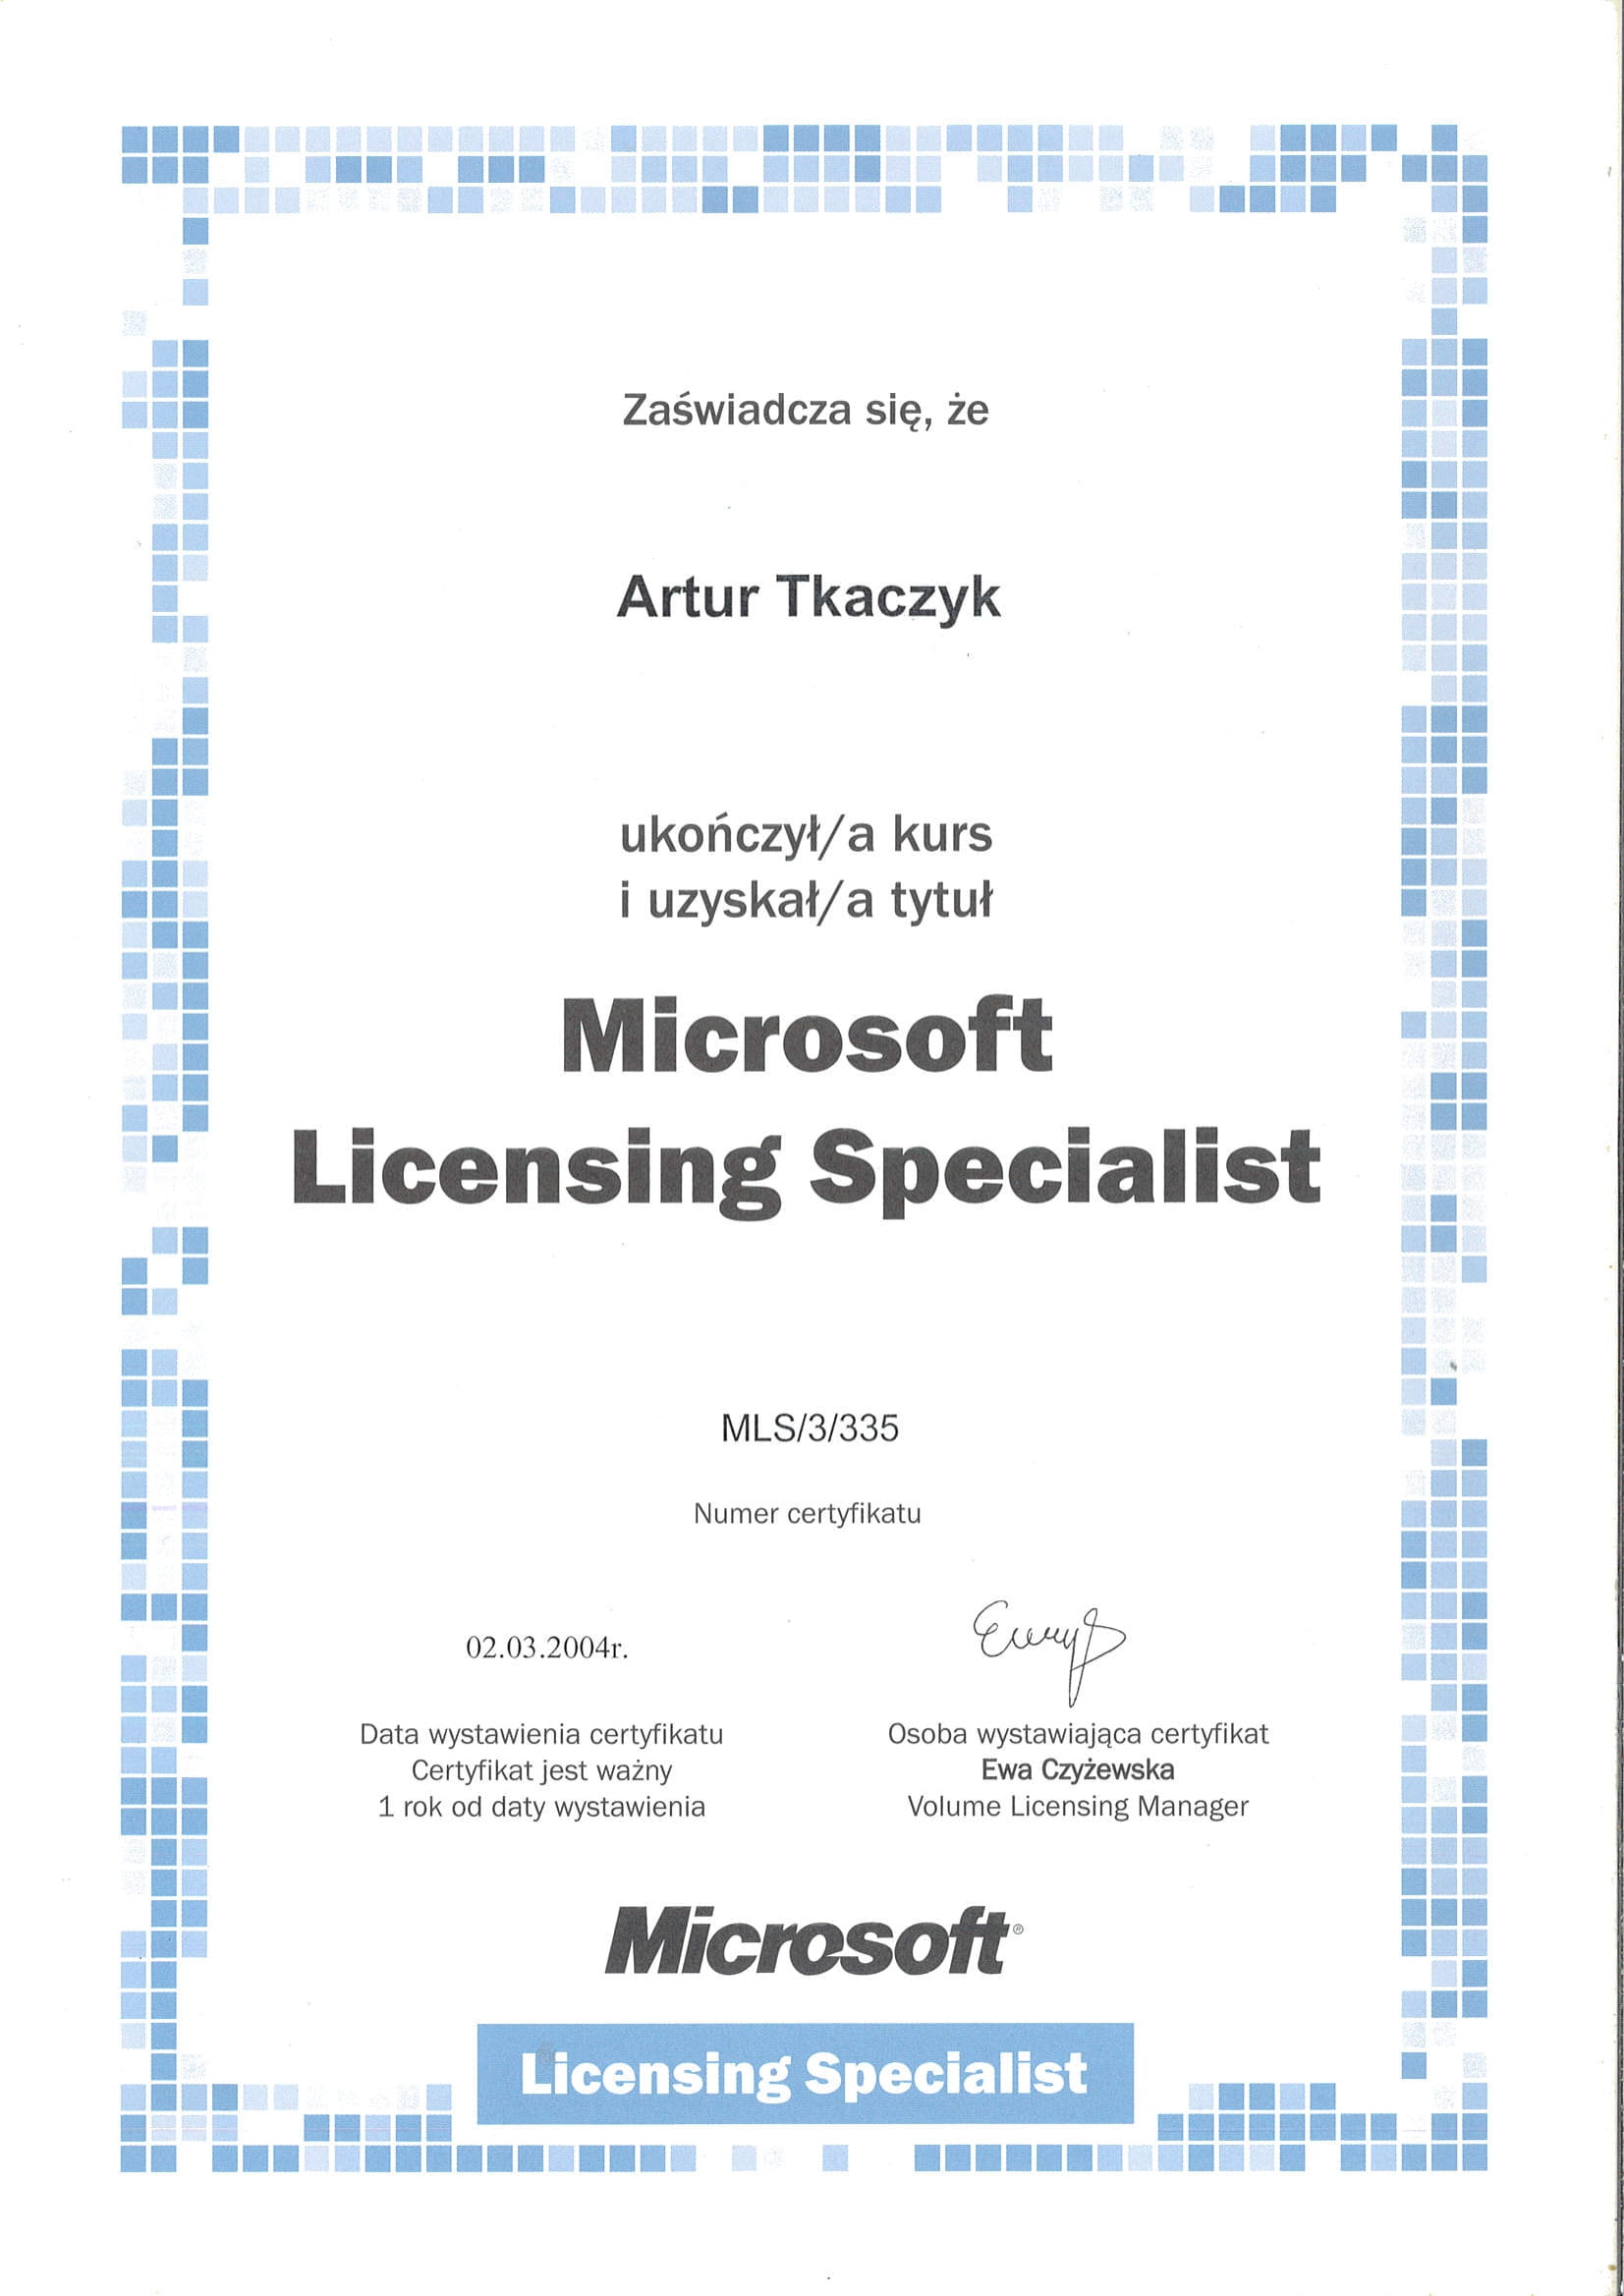 Zaświadcza się, że
Artur Tkaczyk
ukończył/a kurs
i uzyskał/a tytuł
Microsoft
Licensing Specialist
MLS/3/335
Numer certyfikatu
02.03.2004r.
Data wystawienia certyfikatu
Certyfikat jest ważny
1 rok od daty wystawienia
Osoba wystawiająca certyfikat
Ewa Czyżewska
Volume Licensing Manager
Microsoft®
Licensing Specialist